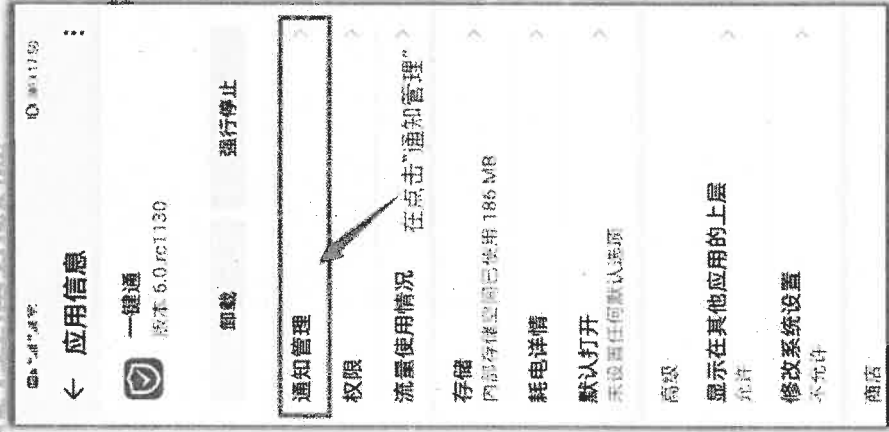 ← 应用信息
一键通
版本 6.0.rc1130
卸载
强行停止
通知管理
权限
流量使用情况
在点击"通知管理"
存储
内部存储空间已使用 186 MB
耗电详情
默认打开
未设置任何默认选项
高级
显示在其他应用的上层
允许
修改系统设置
不允许
商店